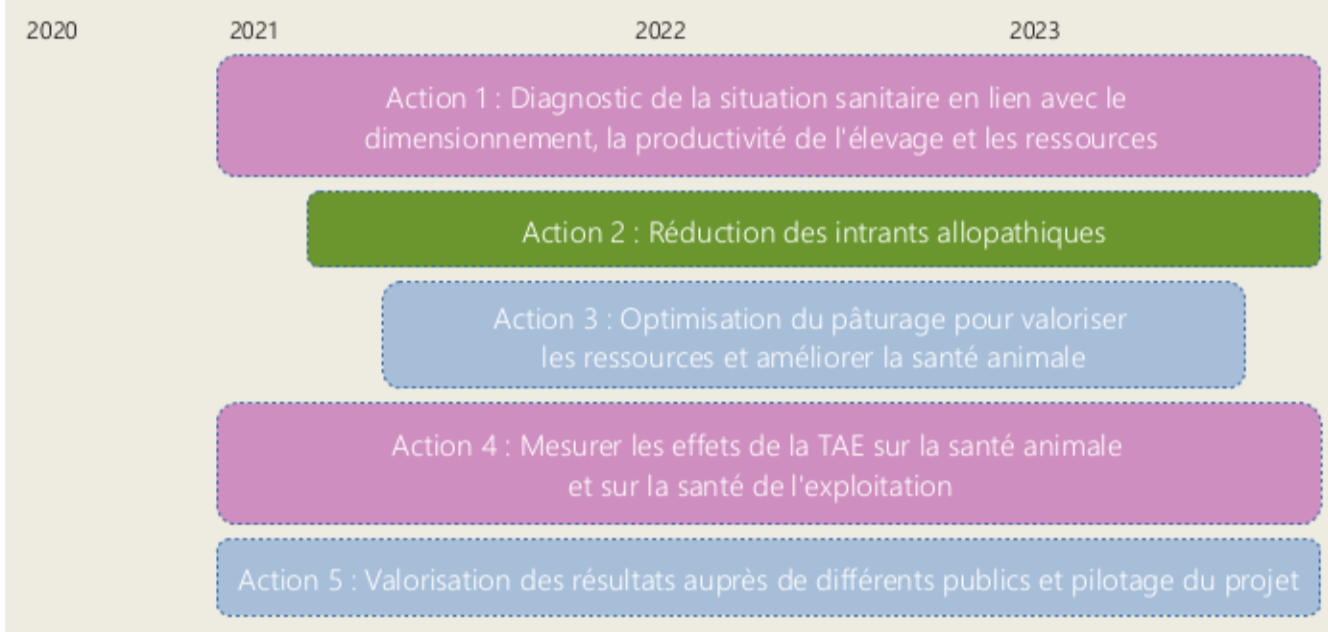 2020 2021 2022 2023
Action 1 : Diagnostic de la situation sanitaire en lien avec le
dimensionnement, la productivité de l'élevage et les ressources
Action 2 : Réduction des intrants allopathiques
Action 3 : Optimisation du pâturage pour valoriser
les ressources et améliorer la santé animale
Action 4 : Mesurer les effets de la TAE sur la santé animale
et sur la santé de l'exploitation
Action 5 : Valorisation des résultats auprès de différents publics et pilotage du projet